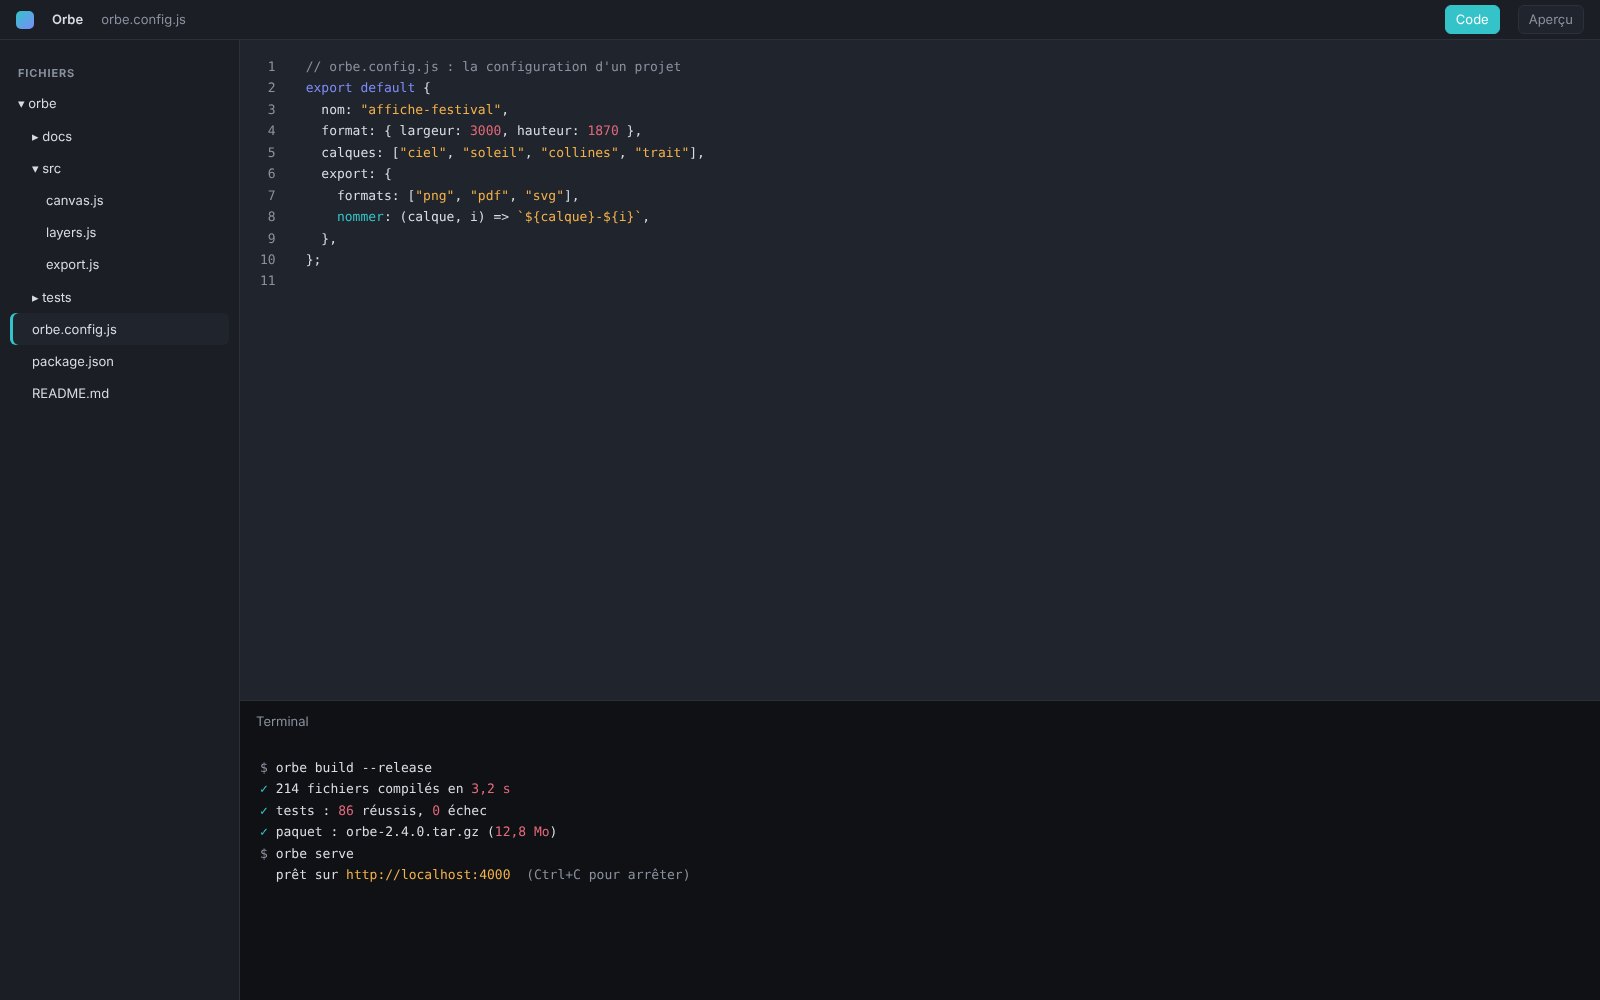 Orbe orbe.config.js Code Aperçu
FICHIERS
▾ orbe
▸ docs
▾ src
canvas.js
layers.js
export.js
▸ tests
orbe.config.js
package.json
README.md
1 // orbe.config.js : la configuration d'un projet
2 export default {
3 nom: "affiche-festival",
4 format: { largeur: 3000, hauteur: 1870 },
5 calques: ["ciel", "soleil", "collines", "trait"],
6 export: {
7 formats: ["png", "pdf", "svg"],
8 nommer: (calque, i) => `${calque}-${i}`,
9 },
10 };
11
Terminal
$ orbe build --release
✓ 214 fichiers compilés en 3,2 s
✓ tests : 86 réussis, 0 échec
✓ paquet : orbe-2.4.0.tar.gz (12,8 Mo)
$ orbe serve
prêt sur http://localhost:4000 (Ctrl+C pour arrêter)